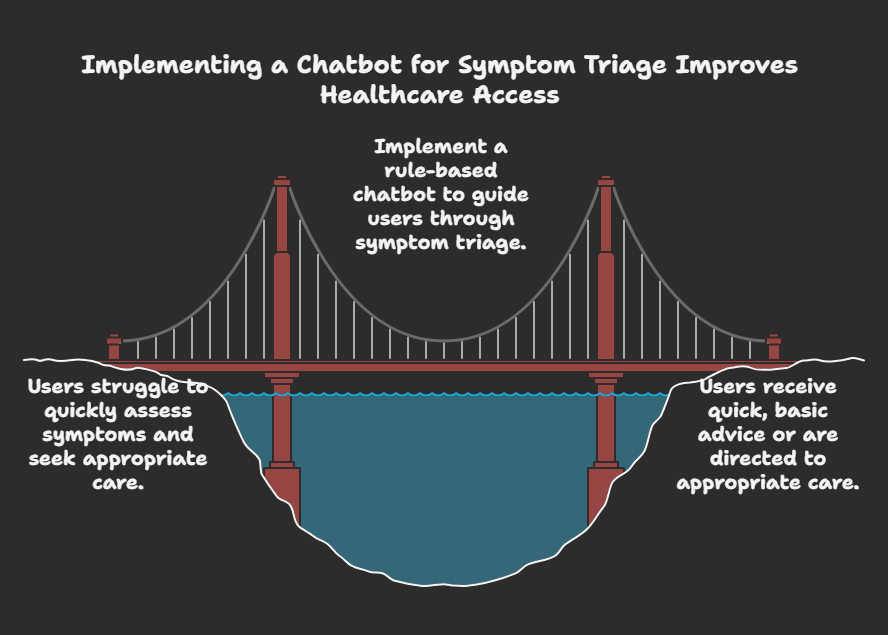 Implementing a Chatbot for Symptom Triage Improves
Healthcare Access
Implement a
rule-based
chatbot to guide
users through
symptom triage.
Users struggle to
quickly assess
symptoms and
seek appropriate
care.
Users receive
quick, basic
advice or are
directed to
appropriate care.